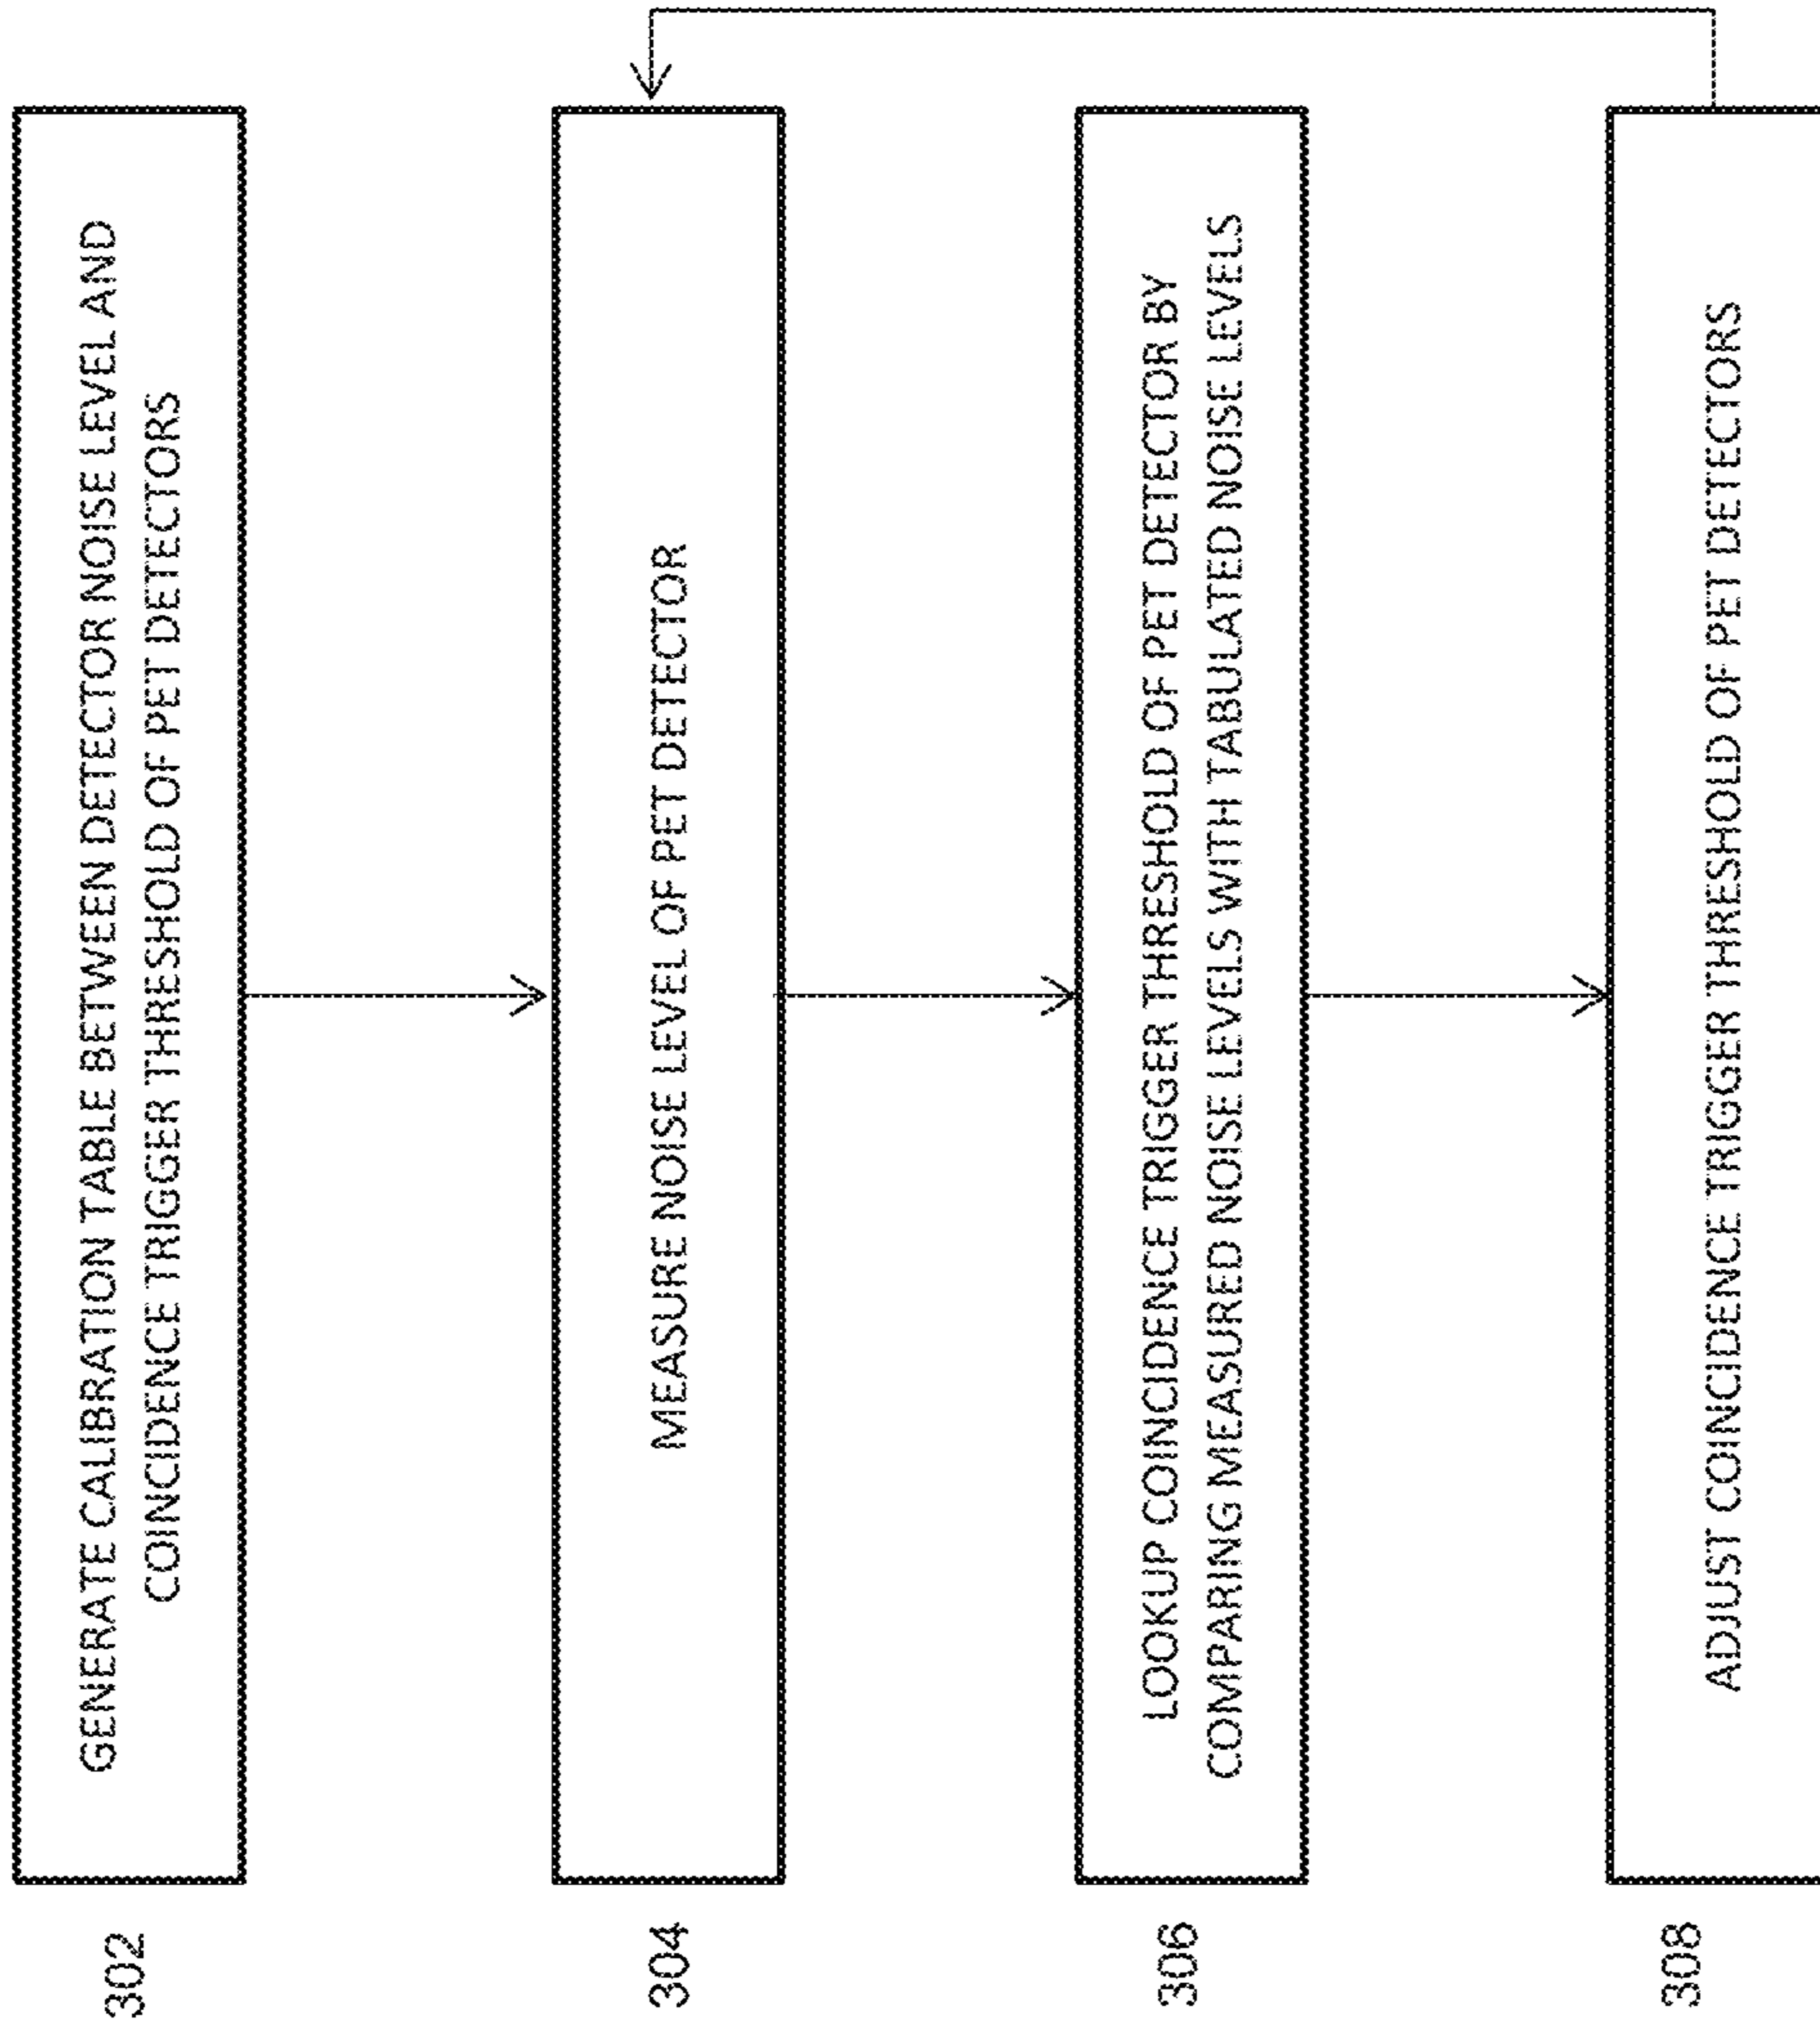 302
GENERATE CALIBRATION TABLE BETWEEN DETECTOR NOISE LEVEL AND
COINCIDENCE TRIGGER THRESHOLD OF PET DETECTORS
304
MEASURE NOISE LEVEL OF PET DETECTOR
306
LOOKUP COINCIDENCE TRIGGER THRESHOLD OF PET DETECTOR BY
COMPARING MEASURED NOISE LEVELS WITH TABULATED NOISE LEVELS
308
ADJUST COINCIDENCE TRIGGER THRESHOLD OF PET DETECTORS